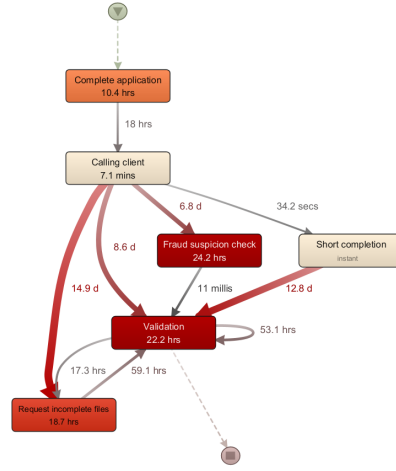 Complete application
10.4 hrs
18 hrs
Calling client
7.1 mins
6.8 d
34.2 secs
8.6 d
Fraud suspicion check
24.2 hrs
Short completion
instant
14.9 d
11 millis
12.8 d
Validation
22.2 hrs
53.1 hrs
17.3 hrs
59.1 hrs
Request incomplete files
18.7 hrs